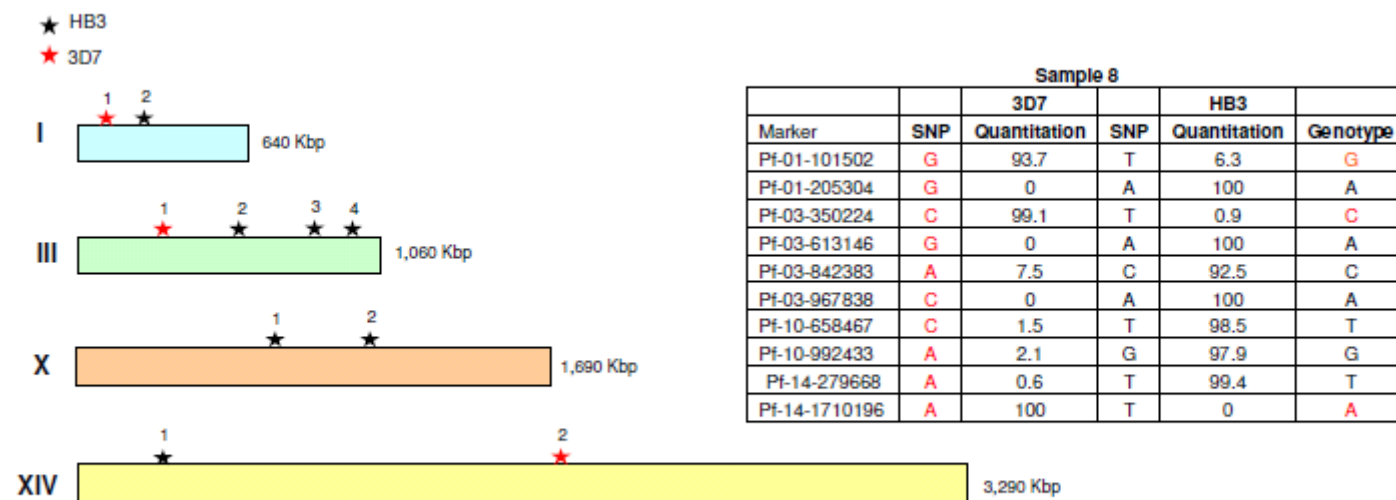 HB3
3D7
1 2
I
640 Kbp
1 2 3 4
III
1,060 Kbp
1 2
X
1,690 Kbp
1 2
XIV
3,290 Kbp
Sample 8
3D7 HB3
Marker SNP Quantitation SNP Quantitation Genotype
Pf-01-101502 G 93.7 T 6.3 G
Pf-01-205304 G 0 A 100 A
Pf-03-350224 C 99.1 T 0.9 C
Pf-03-613146 G 0 A 100 A
Pf-03-842383 A 7.5 C 92.5 C
Pf-03-967838 C 0 A 100 A
Pf-10-658467 C 1.5 T 98.5 T
Pf-10-992433 A 2.1 G 97.9 G
Pf-14-279668 A 0.6 T 99.4 T
Pf-14-1710196 A 100 T 0 A